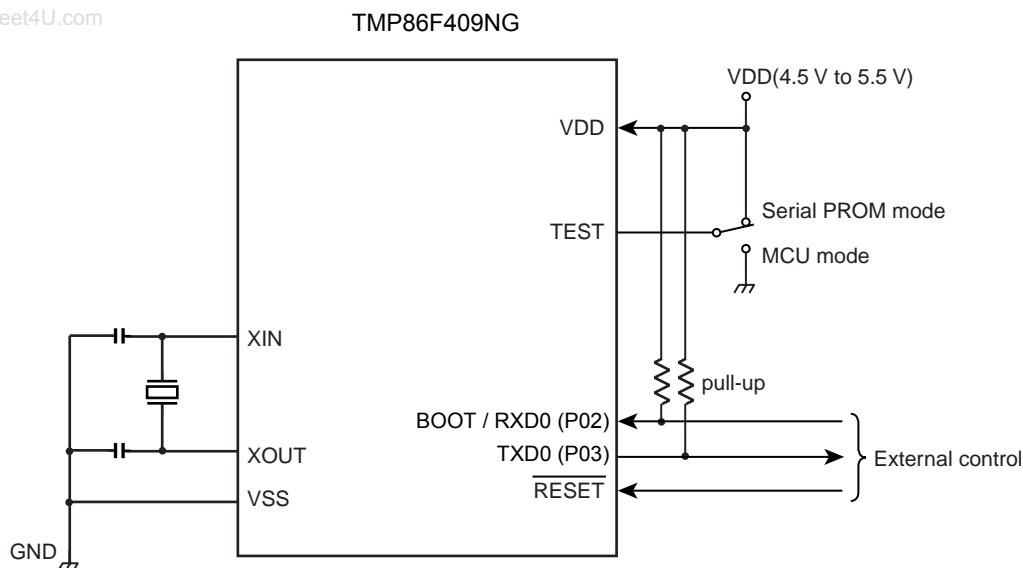 eet4U.com
TMP86F409NG
VDD(4.5 V to 5.5 V)
VDD
Serial PROM mode
TEST
MCU mode
XIN
pull-up
BOOT / RXD0 (P02)
TXD0 (P03)
XOUT
External control
RESET
VSS
GND